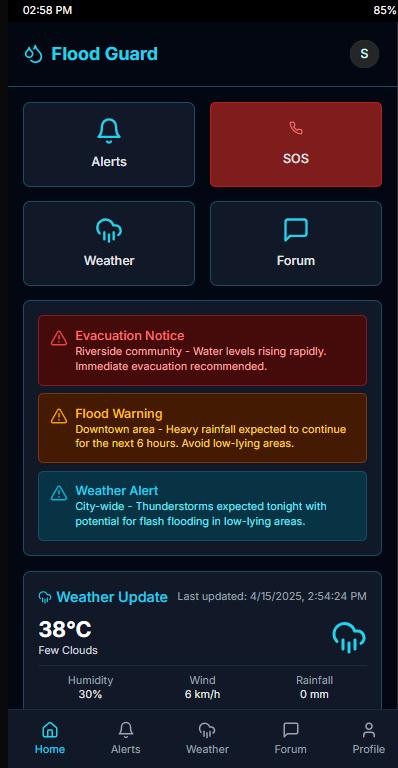 02:58 PM 85%
Flood Guard S
Alerts SOS
Weather Forum
Evacuation Notice
Riverside community - Water levels rising rapidly.
Immediate evacuation recommended.
Flood Warning
Downtown area - Heavy rainfall expected to continue
for the next 6 hours. Avoid low-lying areas.
Weather Alert
City-wide - Thunderstorms expected tonight with
potential for flash flooding in low-lying areas.
Weather Update Last updated: 4/15/2025, 2:54:24 PM
38°C
Few Clouds
Humidity Wind Rainfall
30% 6 km/h 0 mm
Home Alerts Weather Forum Profile